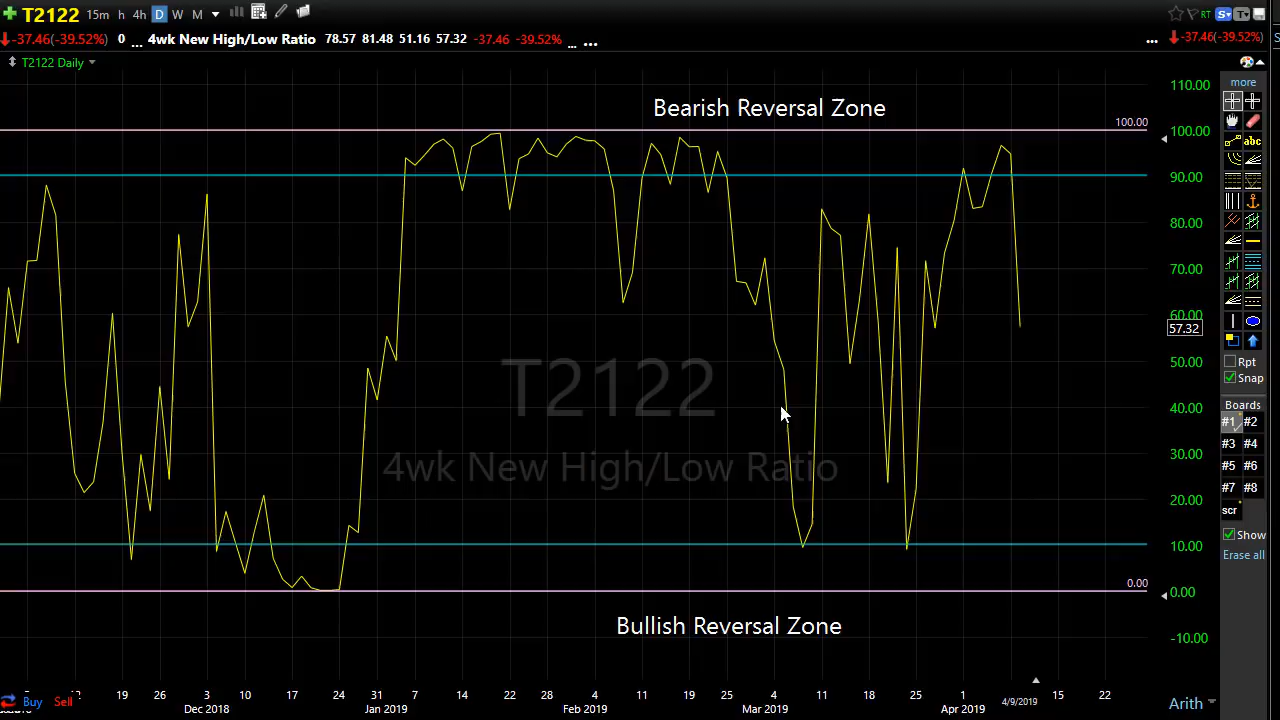 T2122 15m h 4h D W M RT S T
-37.46(-39.52%) 0 ... 4wk New High/Low Ratio 78.57 81.48 51.16 57.32 -37.46 -39.52% ... ... ... -37.46(-39.52%)
T2122 Daily
more
Bearish Reversal Zone
110.00
100.00
100.00
90.00
80.00
70.00
60.00
57.32
50.00
40.00
30.00
20.00
10.00
0.00
0.00
-10.00
abc
T2122
4wk New High/Low Ratio
Rpt
Snap
Boards
#1 #2
#3 #4
#5 #6
#7 #8
scr
Show
Erase all
Bullish Reversal Zone
Buy Sell
19 26 3 10 17 24 31 7 14 22 28 4 11 19 25 4 11 18 25 1 4/9/2019 15 22
Dec 2018 Jan 2019 Feb 2019 Mar 2019 Apr 2019
Arith